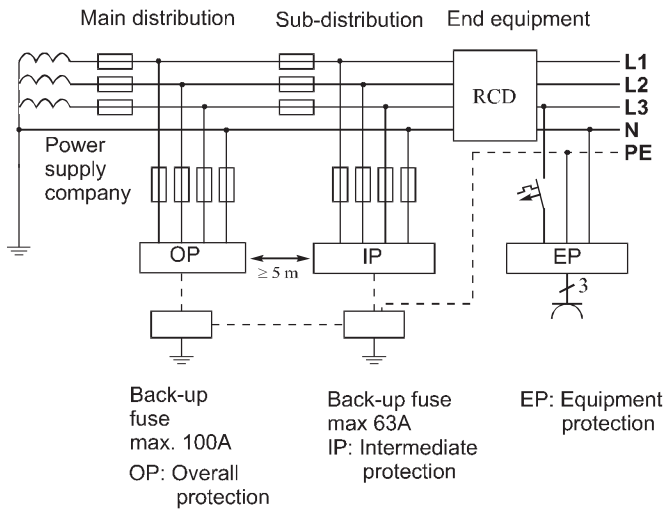 Main distribution
Sub-distribution
End equipment
L1
L2
RCD
L3
N
PE
Power
supply
company
OP
≥ 5 m
IP
EP
3
Back-up
fuse
max. 100A
OP: Overall
protection
Back-up fuse
max 63A
IP: Intermediate
protection
EP: Equipment
protection